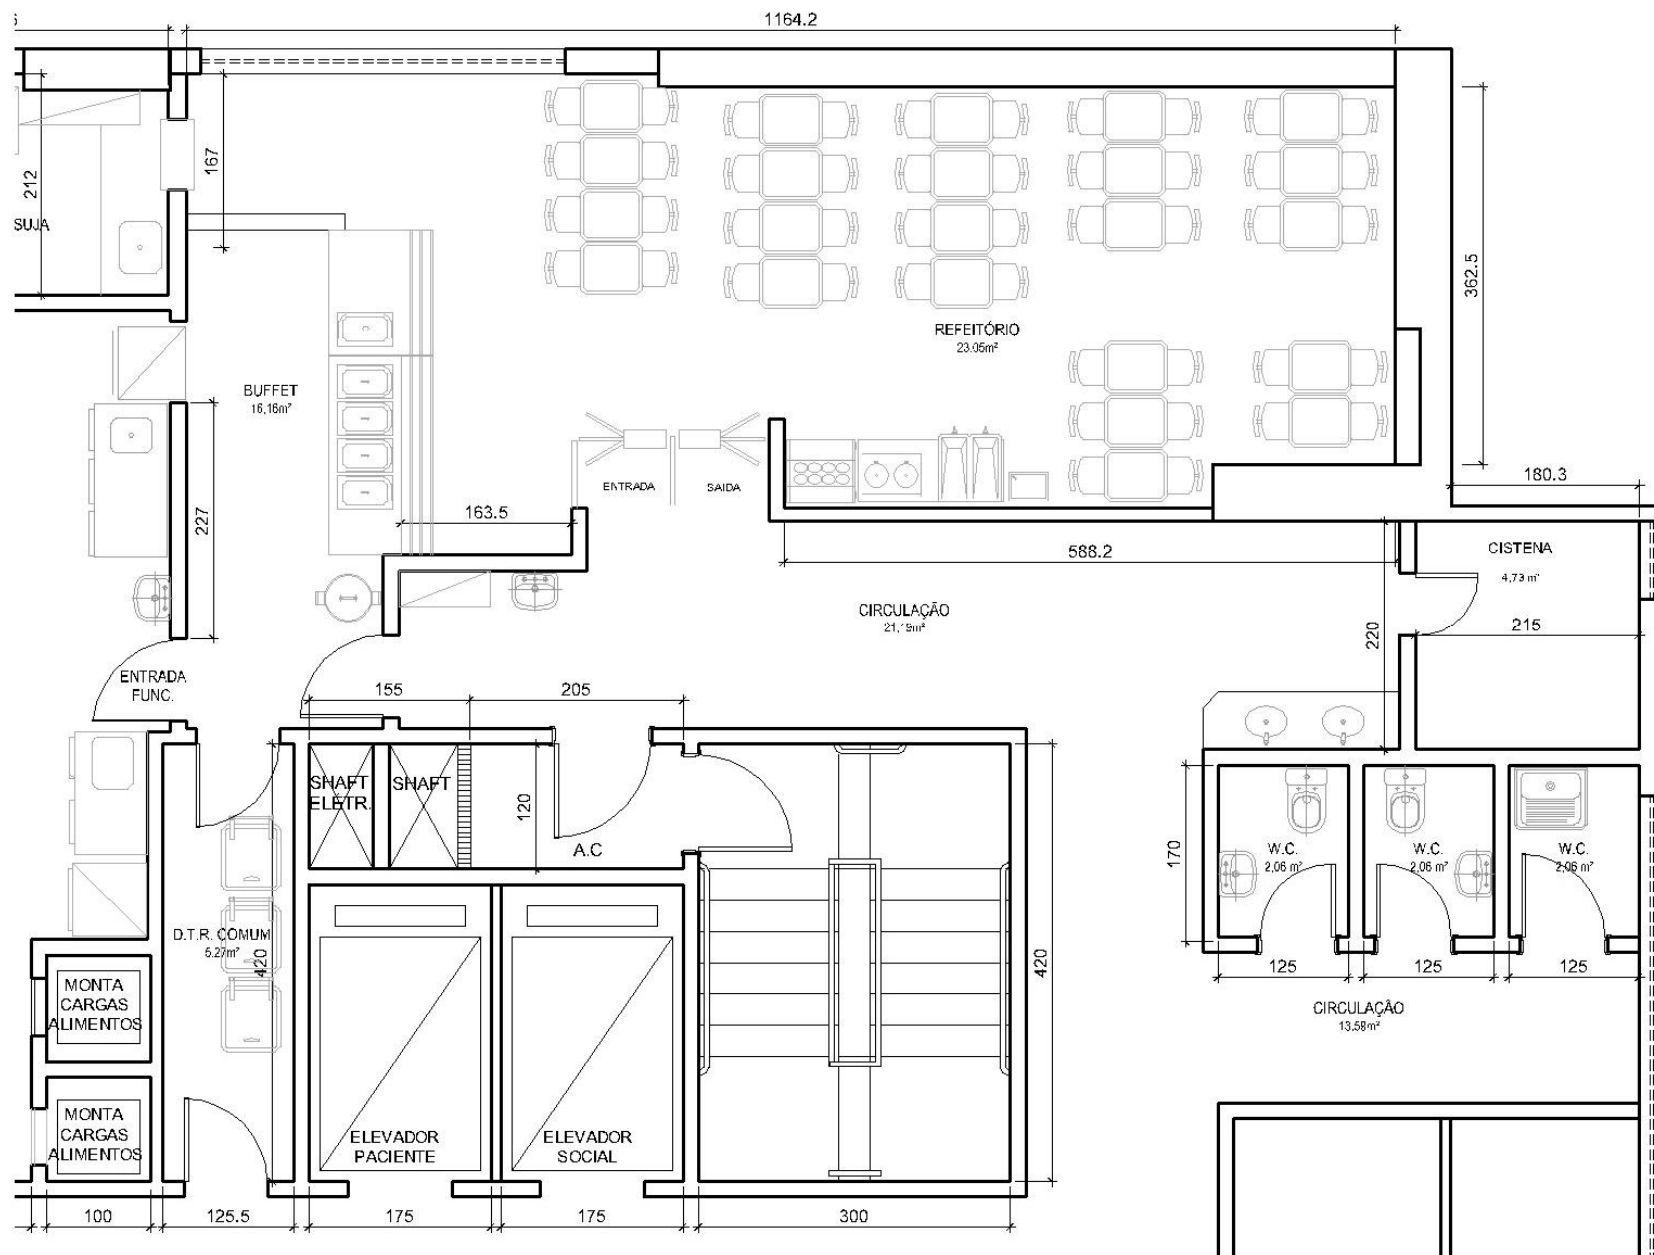 1164.2
167
212
SUJA
362.5
REFEITÓRIO
23.05m²
BUFFET
16,16m²
ENTRADA
SAIDA
180.3
163.5
227
588.2
CISTENA
4,73 m²
CIRCULAÇÃO
21,19m²
220
215
ENTRADA
FUNC.
155
205
SHAFT
ELÉTR.
SHAFT
120
A.C
170
W.C.
2,06 m²
W.C.
2,06 m²
W.C.
2,06 m²
D.T.R. COMUM
5.27m²
420
420
125
125
125
MONTA
CARGAS
ALIMENTOS
CIRCULAÇÃO
13,58m²
MONTA
CARGAS
ALIMENTOS
ELEVADOR
PACIENTE
ELEVADOR
SOCIAL
100
125.5
175
175
300